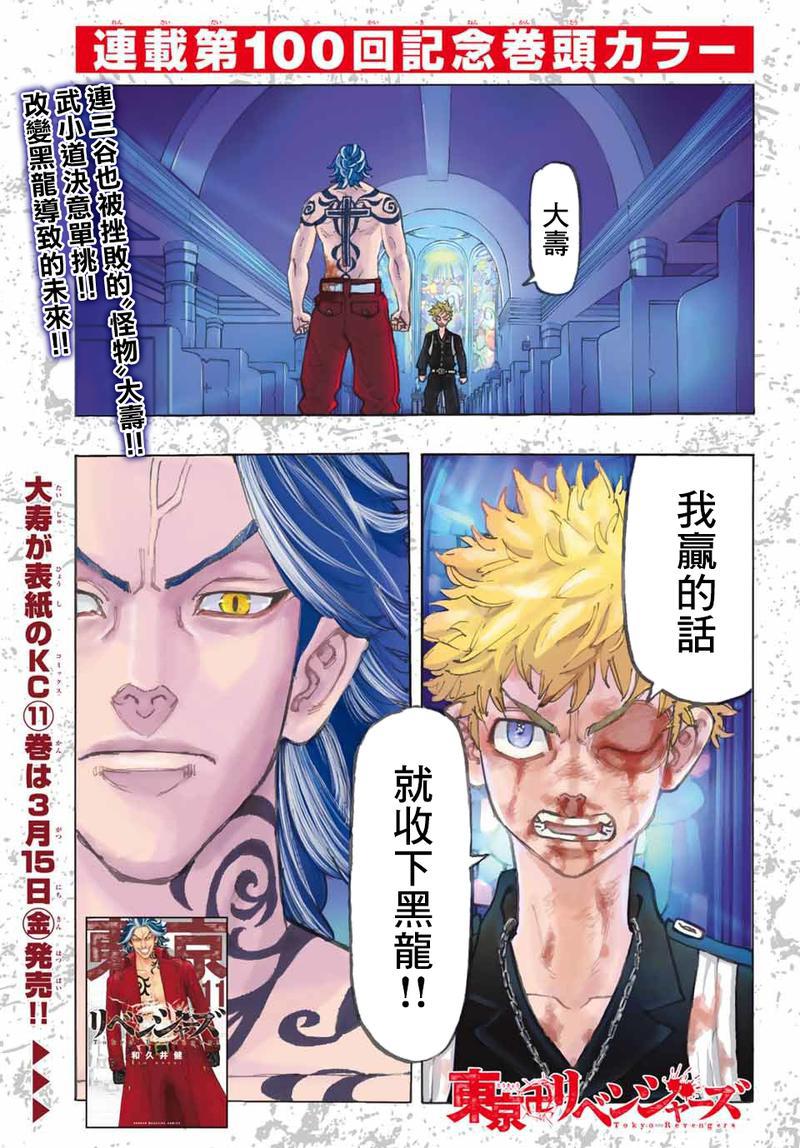 連載第100回記念巻頭カラー
連三谷也被挫敗的〝怪物〞大壽!!
武小道決意單挑!!
改變黑龍導致的未來!!
大壽
我贏的話
就收下黑龍!!
大寿が表紙のKC⑪巻は3月15日㊎発売!!▶▶▶
東京
11
リベンジャーズ
Tokyo Revengers
和久井健
東京卍リベンジャーズ
Tokyo Revengers